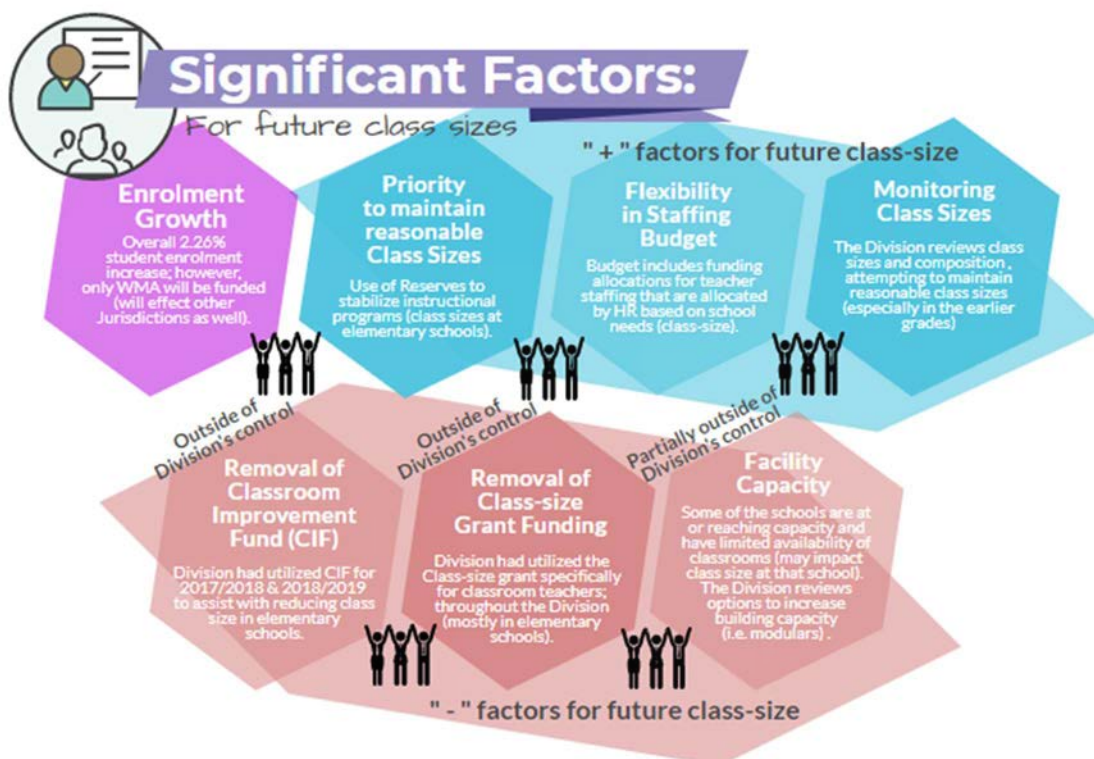 Significant Factors:
For future class sizes
" + " factors for future class-size
Enrolment
Growth
Overall 2.26%
student enrolment
increase; however,
only WMA will be funded
(will effect other
Jurisdictions as well).
Priority
to maintain
reasonable
Class Sizes
Use of Reserves to
stabilize instructional
programs (class sizes at
elementary schools).
Flexibility
in Staffing
Budget
Budget includes funding
allocations for teacher
staffing that are allocated
by HR based on school
needs (class-size).
Monitoring
Class Sizes
The Division reviews class
sizes and composition ,
attempting to maintain
reasonable class sizes
(especially in the earlier
grades)
Outside of
Division's control
Removal of
Classroom
Improvement
Fund (CIF)
Division had utilized CIF for
2017/2018 & 2018/2019
to assist with reducing class
size in elementary
schools.
Outside of
Division's control
Removal of
Class-size
Grant Funding
Division had utilized the
Class-size grant specifically
for classroom teachers;
throughout the Division
(mostly in elementary
schools).
Partially outside of
Division's control
Facility
Capacity
Some of the schools are at
or reaching capacity and
have limited availability of
classrooms (may impact
class size at that school).
The Division reviews
options to increase
building capacity
(i.e. modulars) .
" - " factors for future class-size